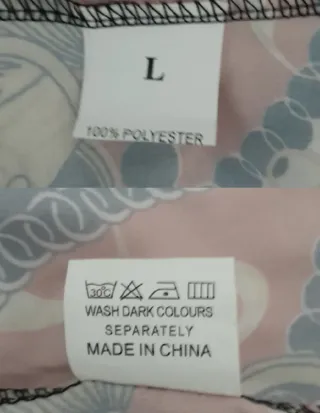 L
100% POLYESTER
30°C
WASH DARK COLOURS
SEPARATELY
MADE IN CHINA